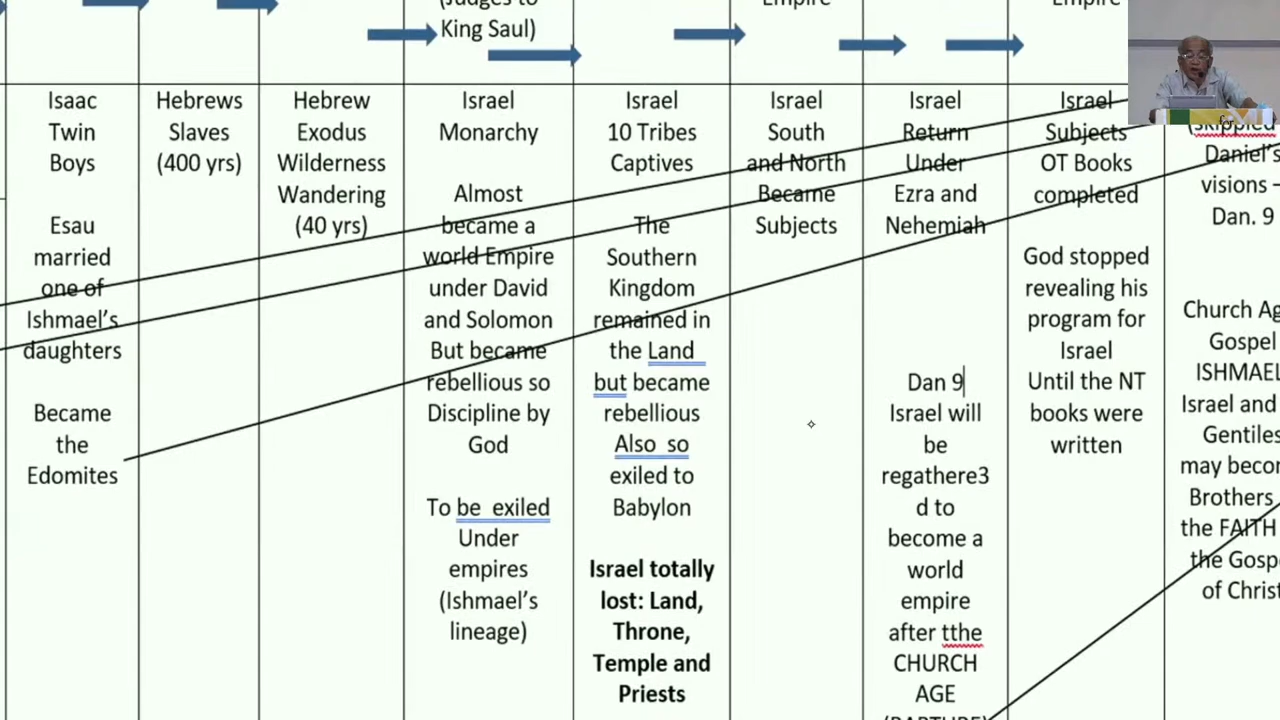 (Judges to
King Saul)
Empire
Empire
Isaac
Twin
Boys
Esau
married
one of
Ishmael's
daughters
Became
the
Edomites
Hebrews
Slaves
(400 yrs)
Hebrew
Exodus
Wilderness
Wandering
(40 yrs)
Israel
Monarchy
Almost
became a
world Empire
under David
and Solomon
But became
rebellious so
Discipline by
God
To be  exiled
Under
empires
(Ishmael's
lineage)
Israel
10 Tribes
Captives
The
Southern
Kingdom
remained in
the Land
but became
rebellious
Also  so
exiled to
Babylon
Israel totally
lost: Land,
Throne,
Temple and
Priests
Israel
South
and North
Became
Subjects
Israel
Return
Under
Ezra and
Nehemiah
Dan 9
Israel will
be
regathere3
d to
become a
world
empire
after tthe
CHURCH
AGE
(RAPTURE)
Israel
Subjects
OT Books
completed
God stopped
revealing his
program for
Israel
Until the NT
books were
written
(skipped
Daniel's
visions –
Dan. 9
Church Ag
Gospel
ISHMAEL
Israel and
Gentiles
may becom
Brothers
the FAITH
the Gosp
of Christ